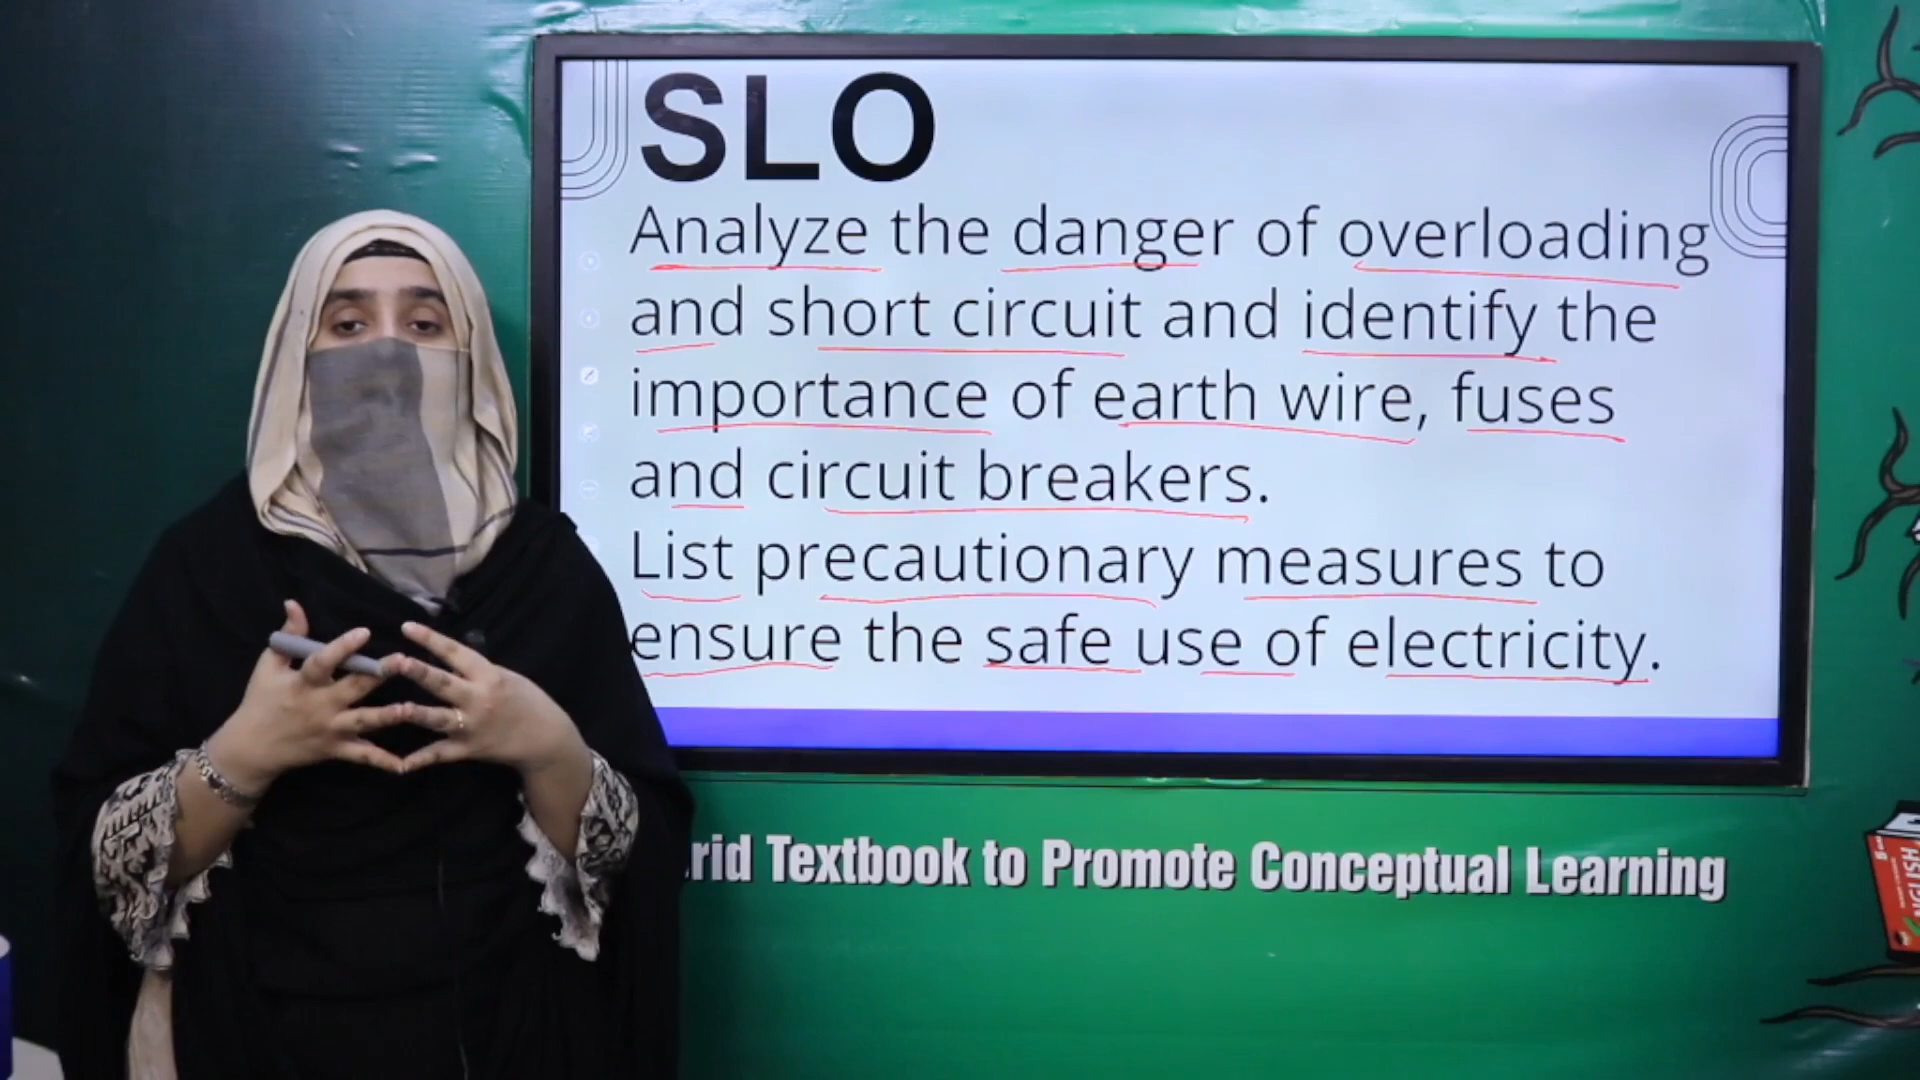 SLO
Analyze the danger of overloading
and short circuit and identify the
importance of earth wire, fuses
and circuit breakers.
List precautionary measures to
ensure the safe use of electricity.
Textbook to Promote Conceptual Learning